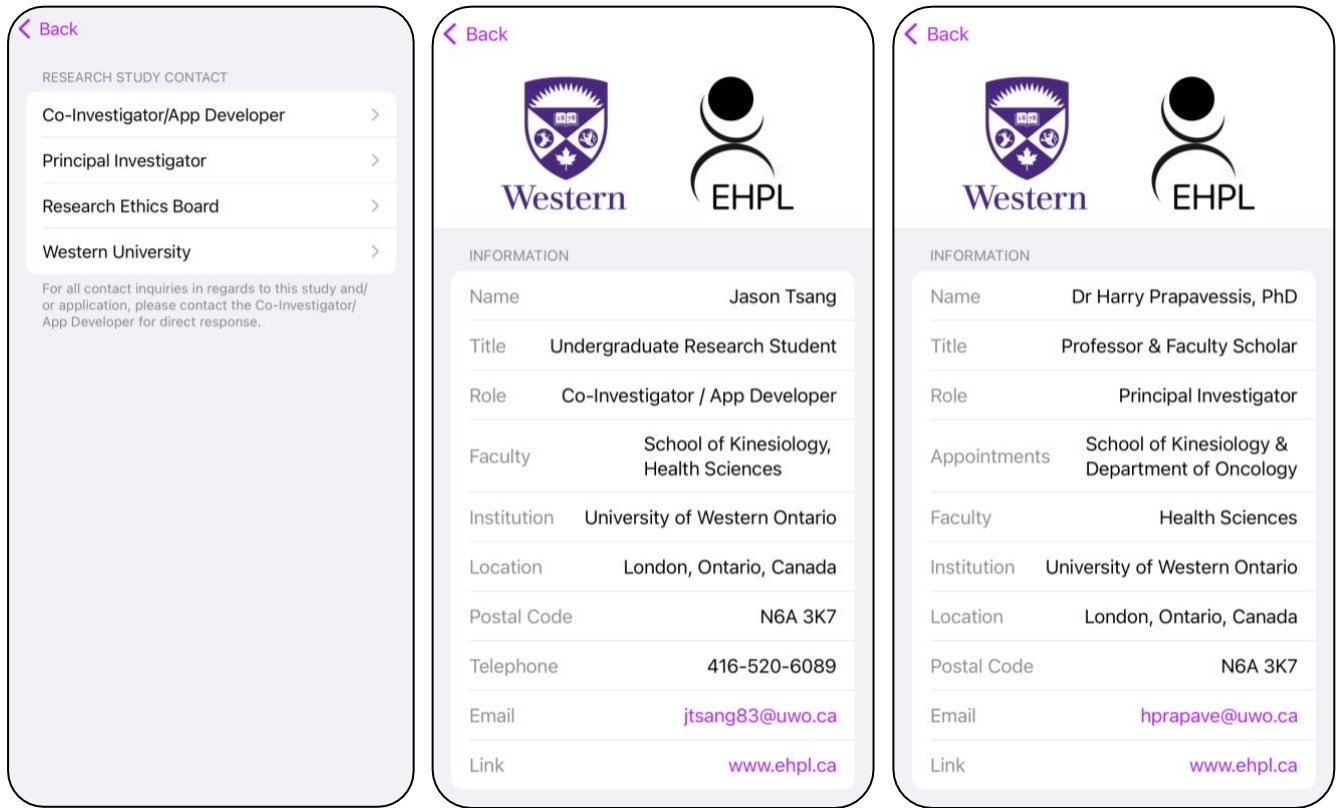 Back
RESEARCH STUDY CONTACT
Co-Investigator/App Developer
Principal Investigator
Research Ethics Board
Western University
For all contact inquiries in regards to this study and/
or application, please contact the Co-Investigator/
App Developer for direct response.
Back
Western
EHPL
INFORMATION
Name Jason Tsang
Title Undergraduate Research Student
Role Co-Investigator / App Developer
Faculty School of Kinesiology,
Health Sciences
Institution University of Western Ontario
Location London, Ontario, Canada
Postal Code N6A 3K7
Telephone 416-520-6089
Email jtsang83@uwo.ca
Link www.ehpl.ca
Back
Western
EHPL
INFORMATION
Name Dr Harry Prapavessis, PhD
Title Professor & Faculty Scholar
Role Principal Investigator
Appointments School of Kinesiology &
Department of Oncology
Faculty Health Sciences
Institution University of Western Ontario
Location London, Ontario, Canada
Postal Code N6A 3K7
Email hprapave@uwo.ca
Link www.ehpl.ca